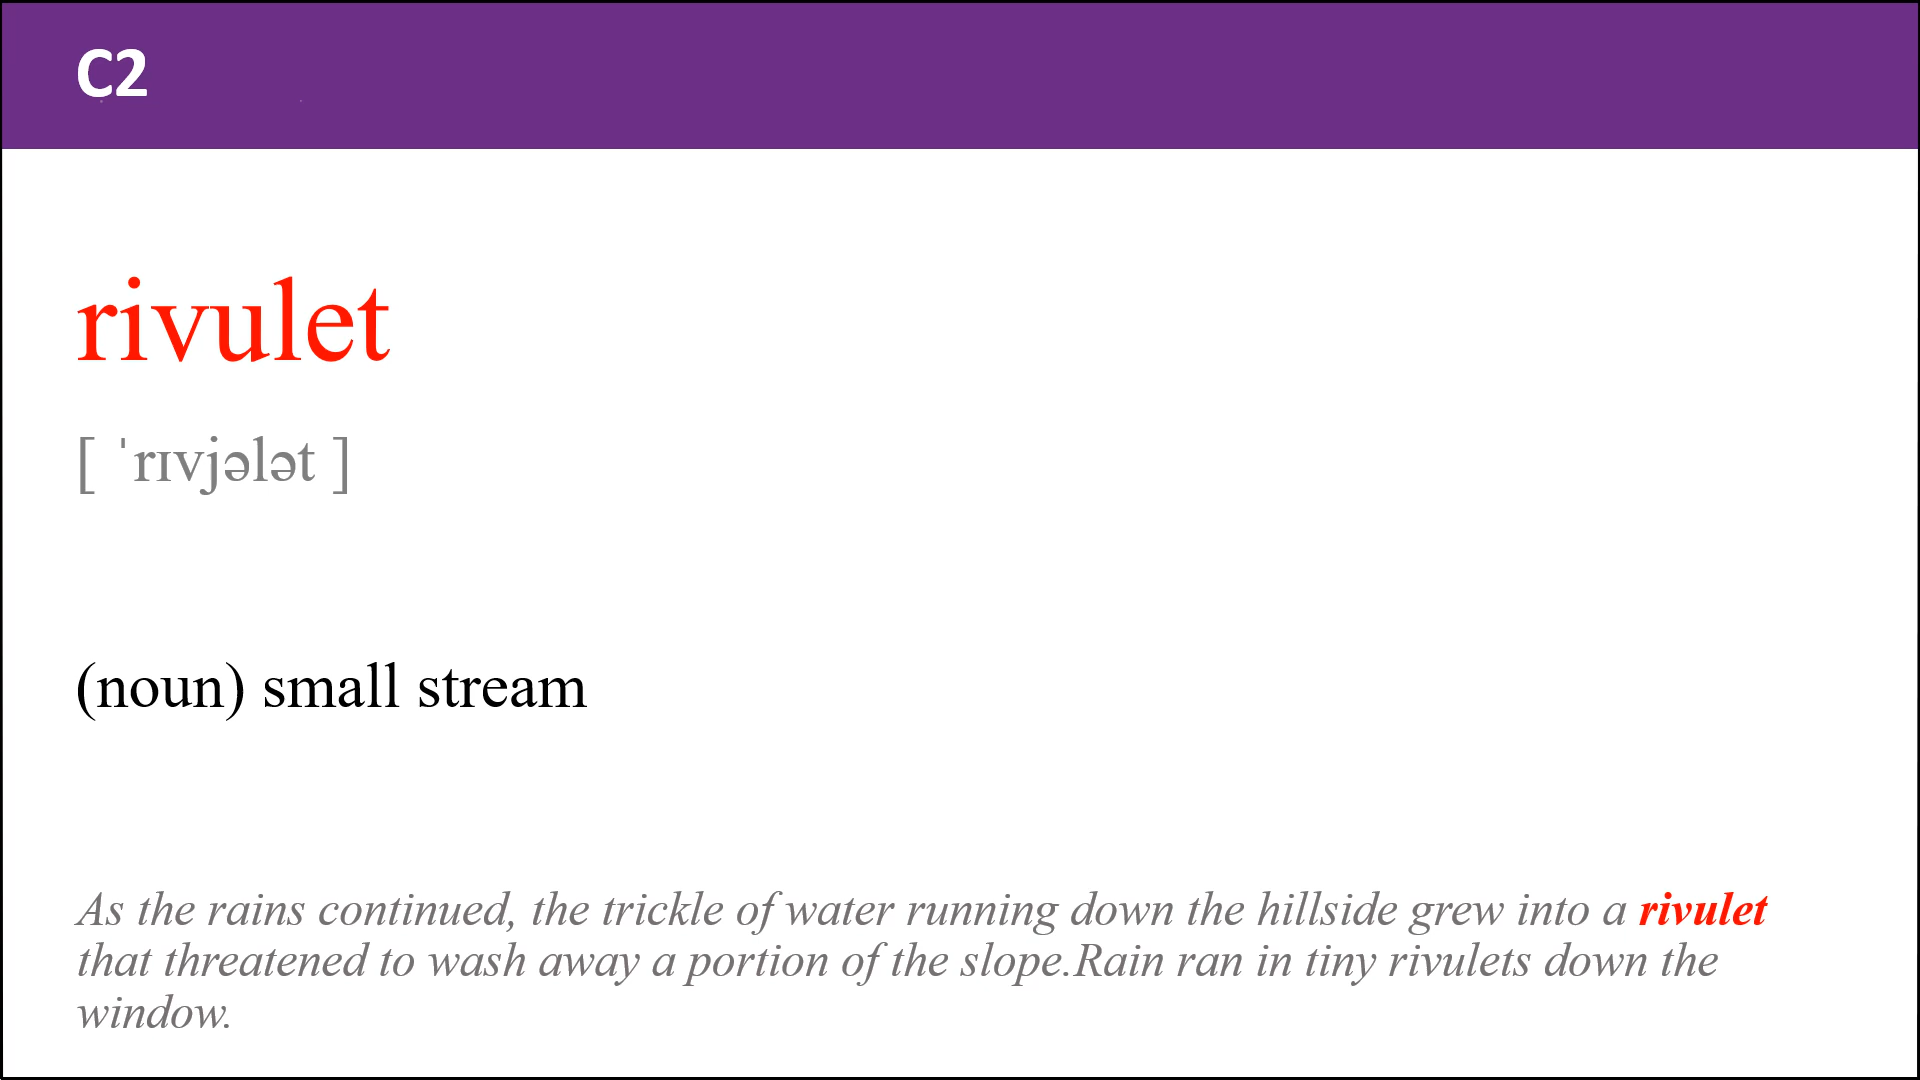 C2
rivulet
[ ˈrɪvjələt ]
(noun) small stream
As the rains continued, the trickle of water running down the hillside grew into a rivulet
that threatened to wash away a portion of the slope.Rain ran in tiny rivulets down the
window.